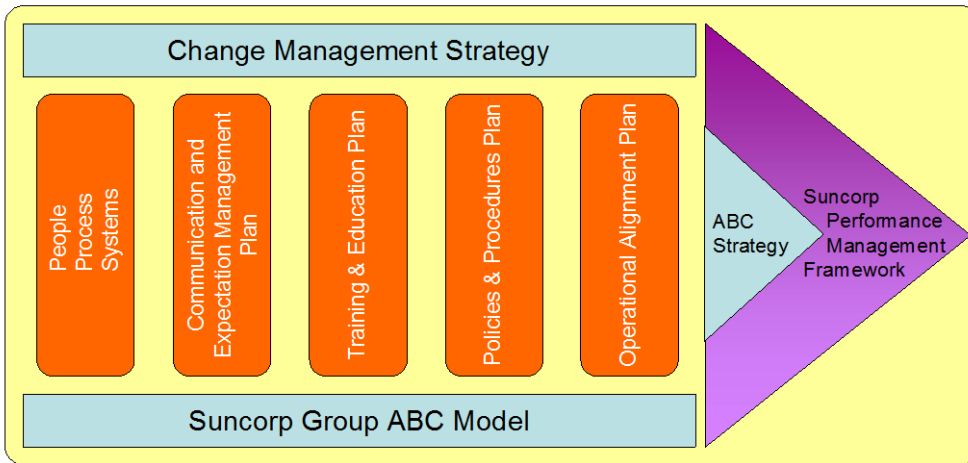 Change Management Strategy
People
Process
Systems
Communication and
Expectation Management
Plan
Training & Education Plan
Policies & Procedures Plan
Operational Alignment Plan
ABC
Strategy
Suncorp
Performance
Management
Framework
Suncorp Group ABC Model